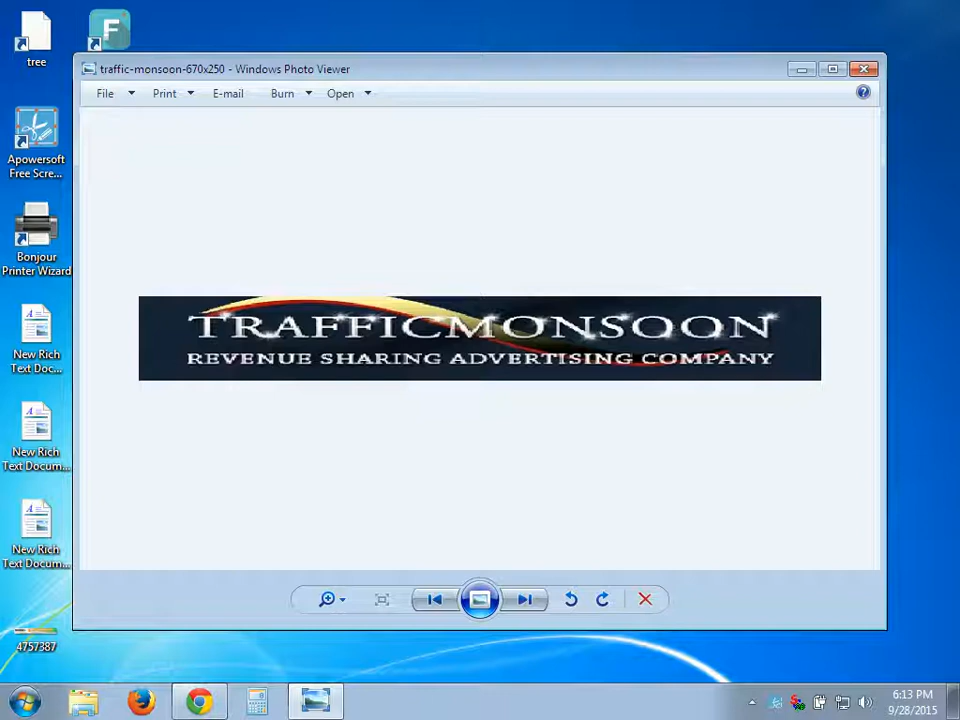 tree
F
traffic-monsoon-670x250 - Windows Photo Viewer
File Print E-mail Burn Open
?
Apowersoft
Free Scre...
Bonjour
Printer Wizard
TRAFFICMONSOON
REVENUE SHARING ADVERTISING COMPANY
New Rich
Text Doc...
New Rich
Text Docum...
New Rich
Text Docum...
4757387
6:13 PM
9/28/2015